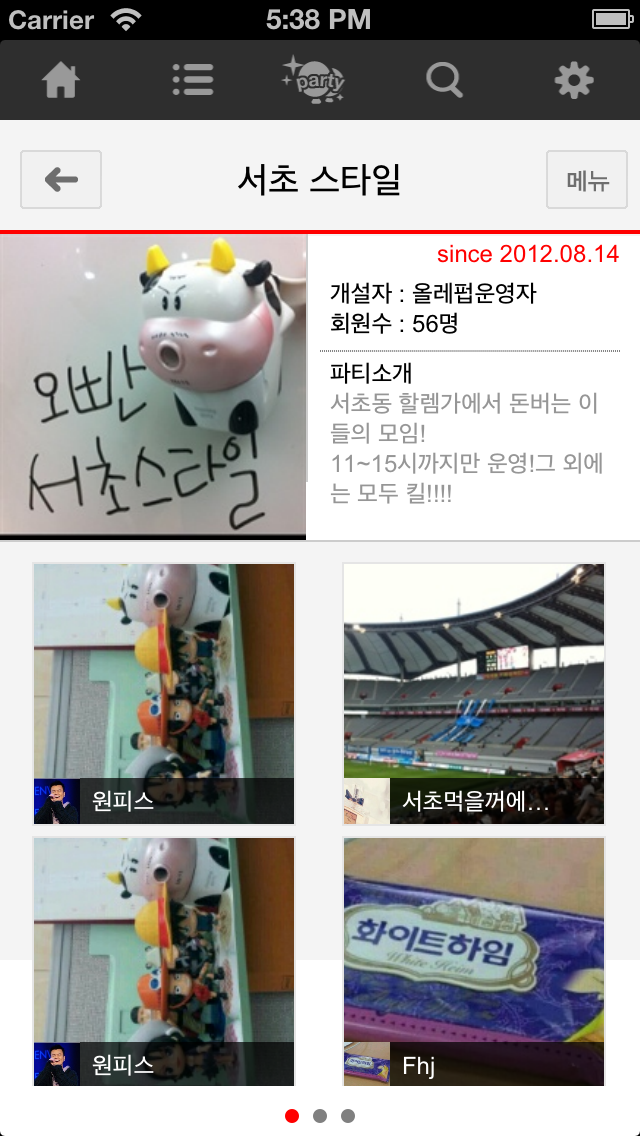 Carrier 5:38 PM
party
서초 스타일
메뉴
since 2012.08.14
개설자 : 올레펍운영자
회원수 : 56명
파티소개
서초동 할렘가에서 돈버는 이
들의 모임!
11~15시까지만 운영!그 외에
는 모두 킬!!!!
오빤
서초스타일
원피스
서초먹을꺼에...
화이트하임
White Heim
원피스
Fhj